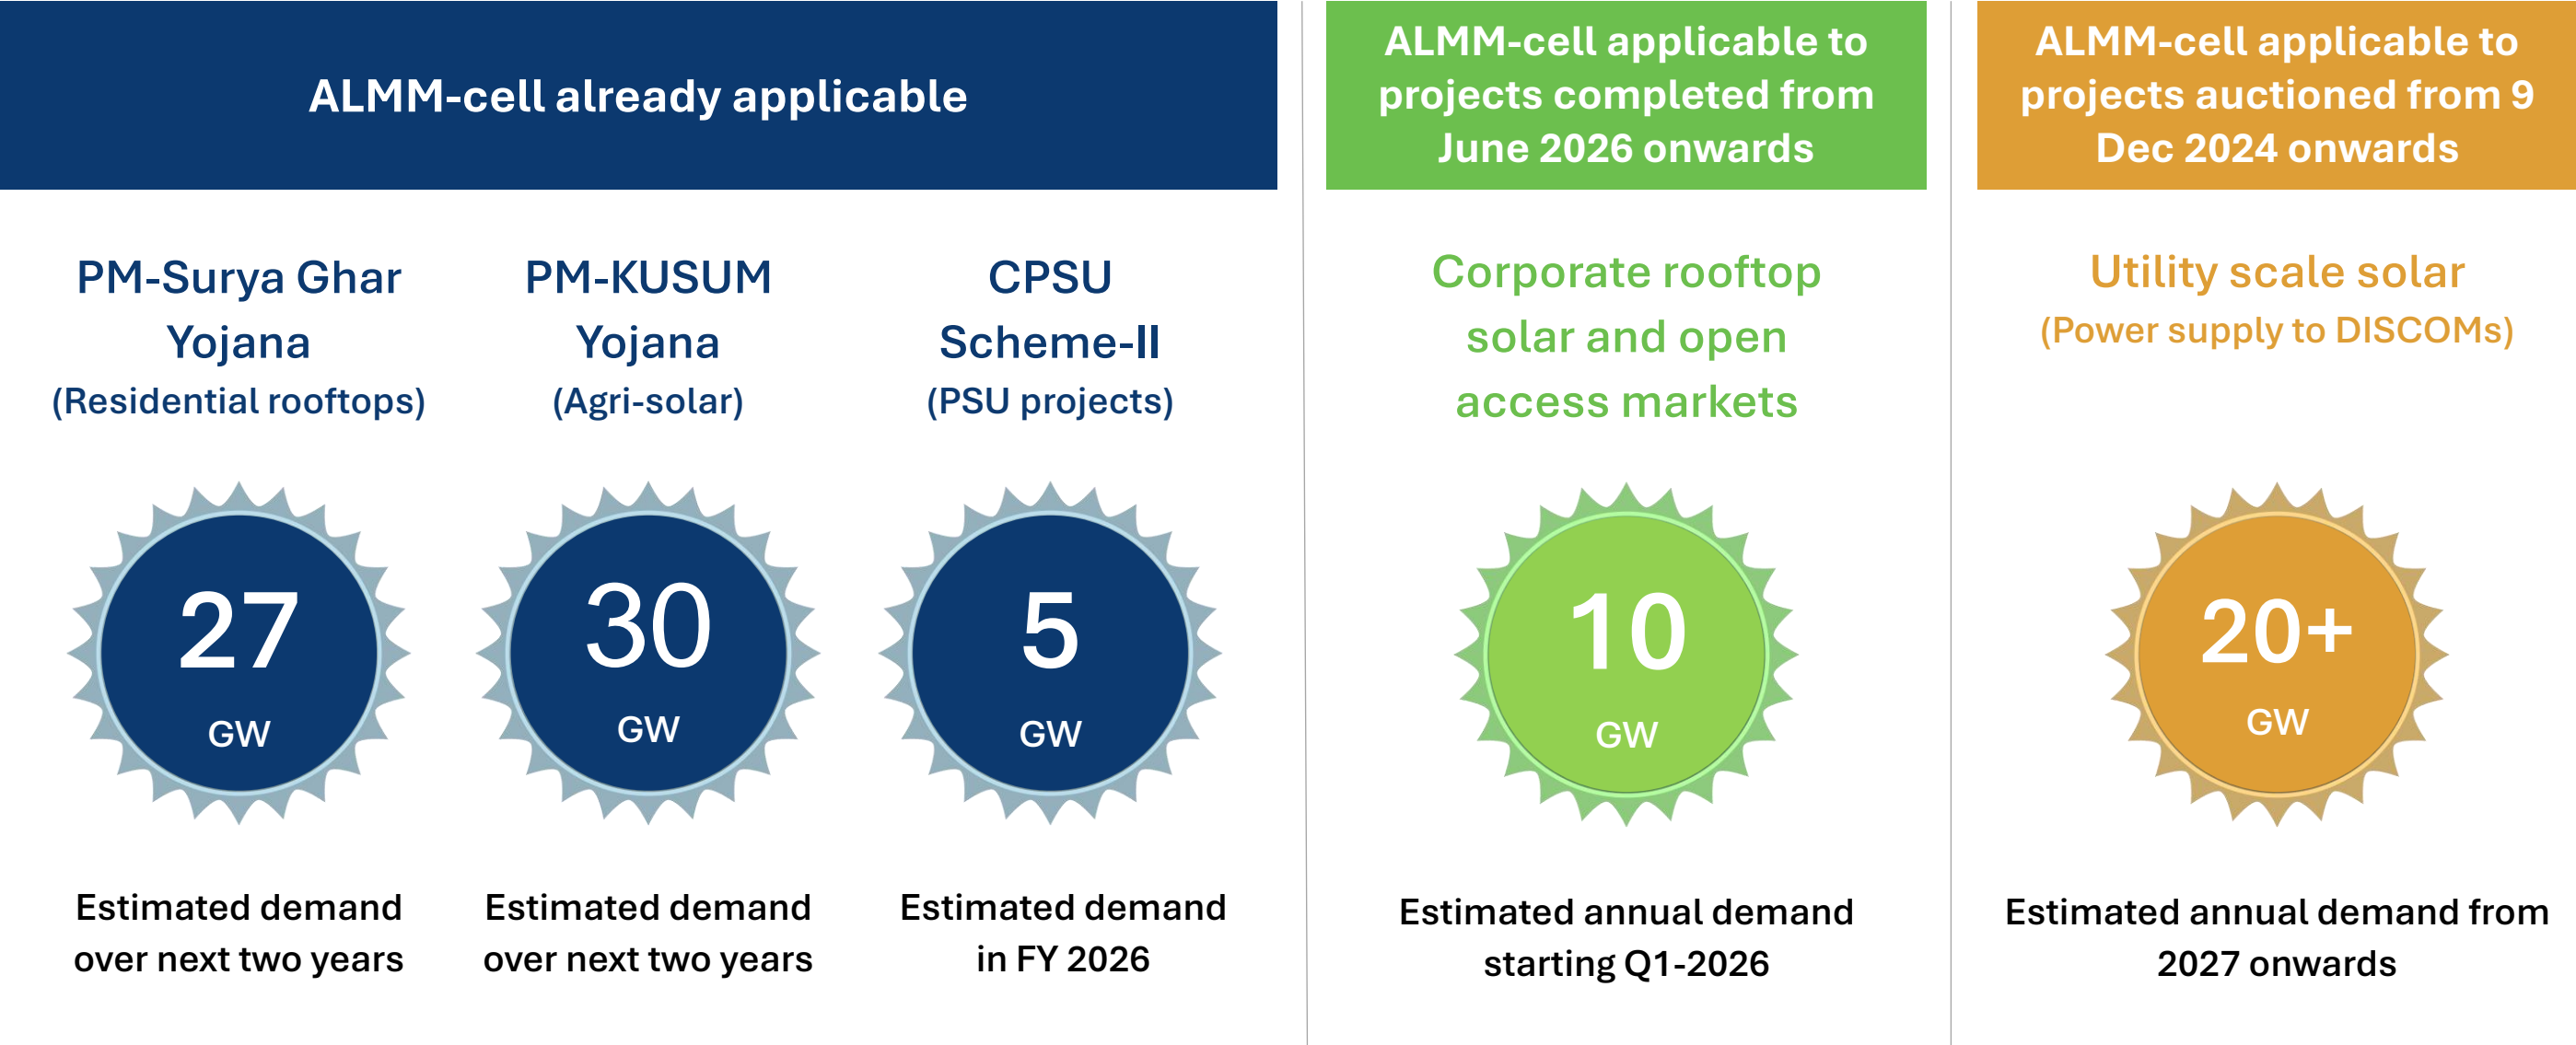 ALMM-cell already applicable
PM-Surya Ghar
Yojana
(Residential rooftops)
27
GW
Estimated demand
over next two years
PM-KUSUM
Yojana
(Agri-solar)
30
GW
Estimated demand
over next two years
CPSU
Scheme-II
(PSU projects)
5
GW
Estimated demand
in FY 2026
ALMM-cell applicable to
projects completed from
June 2026 onwards
Corporate rooftop
solar and open
access markets
10
GW
Estimated annual demand
starting Q1-2026
ALMM-cell applicable to
projects auctioned from 9
Dec 2024 onwards
Utility scale solar
(Power supply to DISCOMs)
20+
GW
Estimated annual demand from
2027 onwards